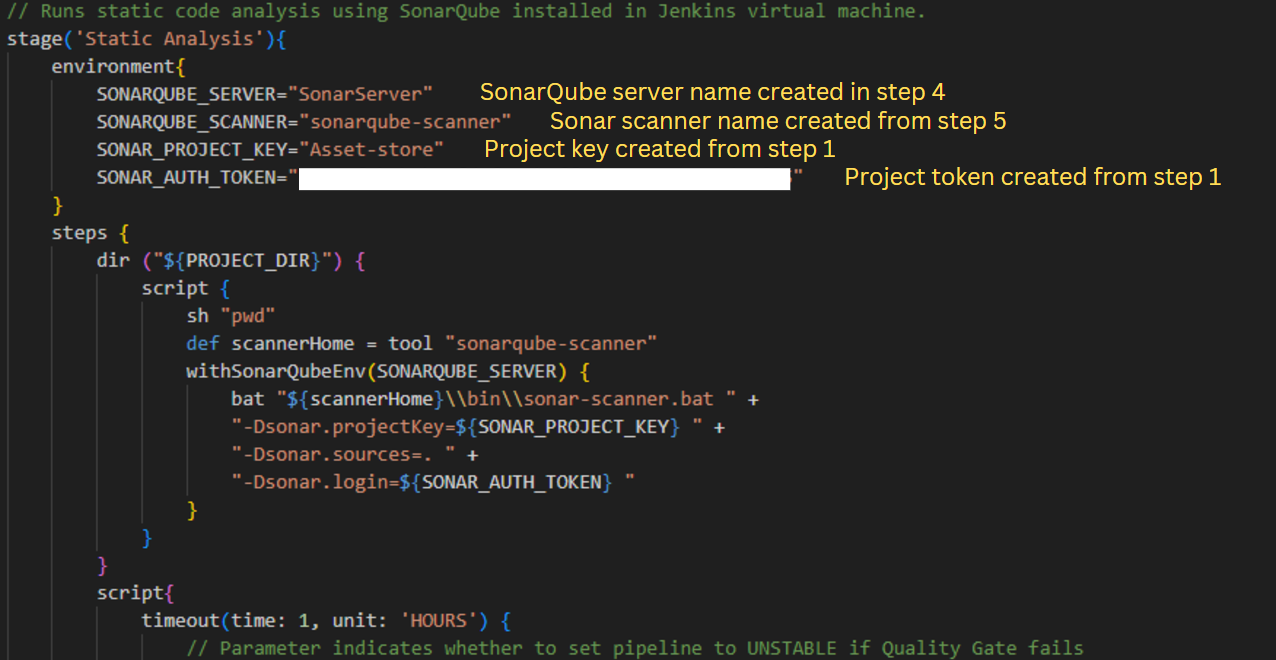 // Runs static code analysis using SonarQube installed in Jenkins virtual machine.
stage('Static Analysis'){
    environment{
        SONARQUBE_SERVER="SonarServer" SonarQube server name created in step 4
        SONARQUBE_SCANNER="sonarqube-scanner" Sonar scanner name created from step 5
        SONAR_PROJECT_KEY="Asset-store" Project key created from step 1
        SONAR_AUTH_TOKEN=" " Project token created from step 1
    }
    steps {
        dir ("${PROJECT_DIR}") {
            script {
                sh "pwd"
                def scannerHome = tool "sonarqube-scanner"
                withSonarQubeEnv(SONARQUBE_SERVER) {
                    bat "${scannerHome}\\bin\\sonar-scanner.bat " +
                    "-Dsonar.projectKey=${SONAR_PROJECT_KEY} " +
                    "-Dsonar.sources=. " +
                    "-Dsonar.login=${SONAR_AUTH_TOKEN} "
                }
            }
        }
        script{
            timeout(time: 1, unit: 'HOURS') {
                // Parameter indicates whether to set pipeline to UNSTABLE if Quality Gate fails